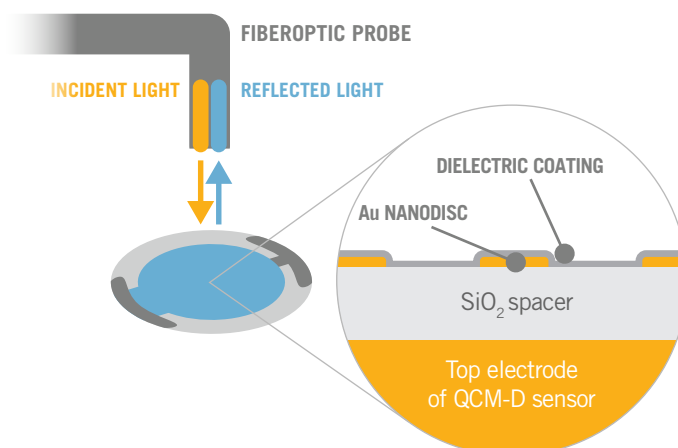 FIBEROPTIC PROBE
INCIDENT LIGHT
REFLECTED LIGHT
DIELECTRIC COATING
Au NANODISC
SiO₂ spacer
Top electrode
of QCM-D sensor